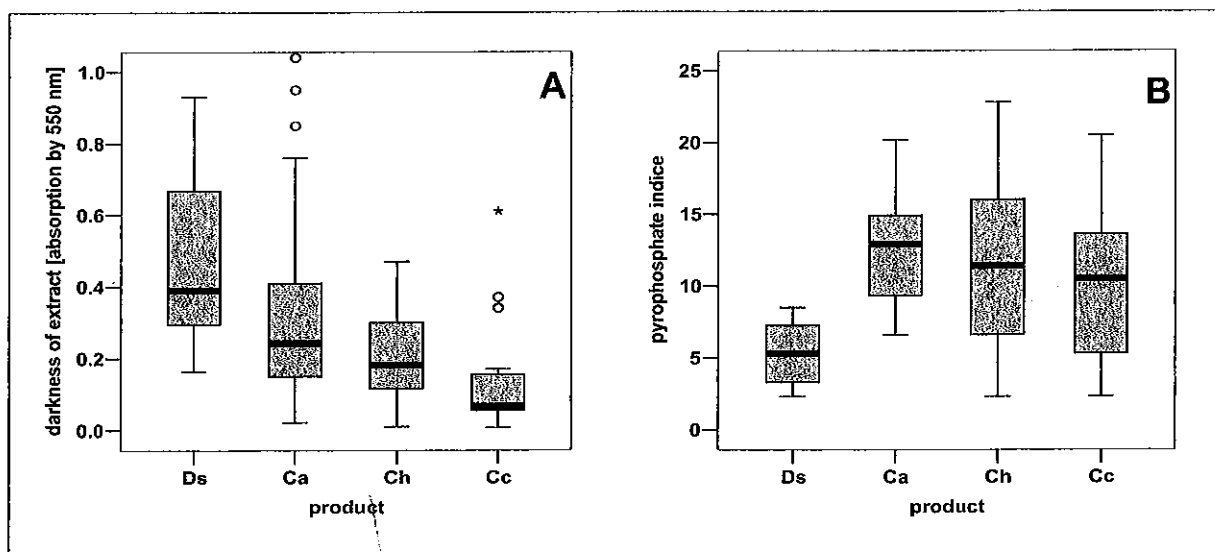 A
darkness of extract [absorption by 550 nm]
1.0
0.8
0.6
0.4
0.2
0.0
*
Ds Ca Ch Cc
product
B
pyrophosphate indice
25
20
15
10
5
0
Ds Ca Ch Cc
product